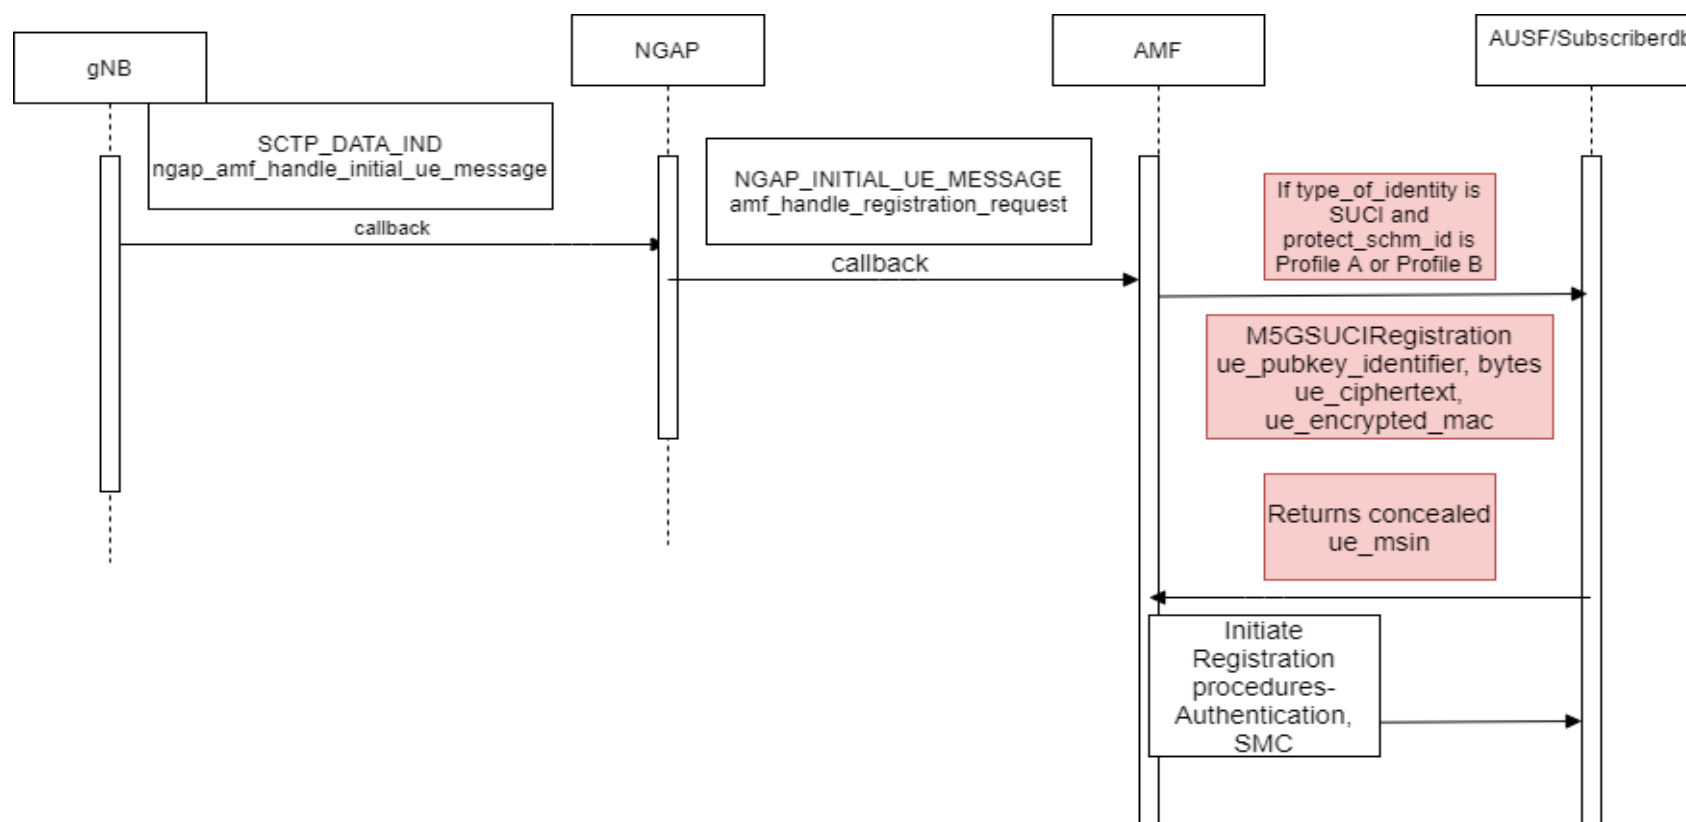 gNB
NGAP
AMF
AUSF/Subscriberdb
SCTP_DATA_IND
ngap_amf_handle_initial_ue_message
callback
NGAP_INITIAL_UE_MESSAGE
amf_handle_registration_request
callback
If type_of_identity is
SUCI and
protect_schm_id is
Profile A or Profile B
M5GSUCIRegistration
ue_pubkey_identifier, bytes
ue_ciphertext,
ue_encrypted_mac
Returns concealed
ue_msin
Initiate
Registration
procedures-
Authentication,
SMC